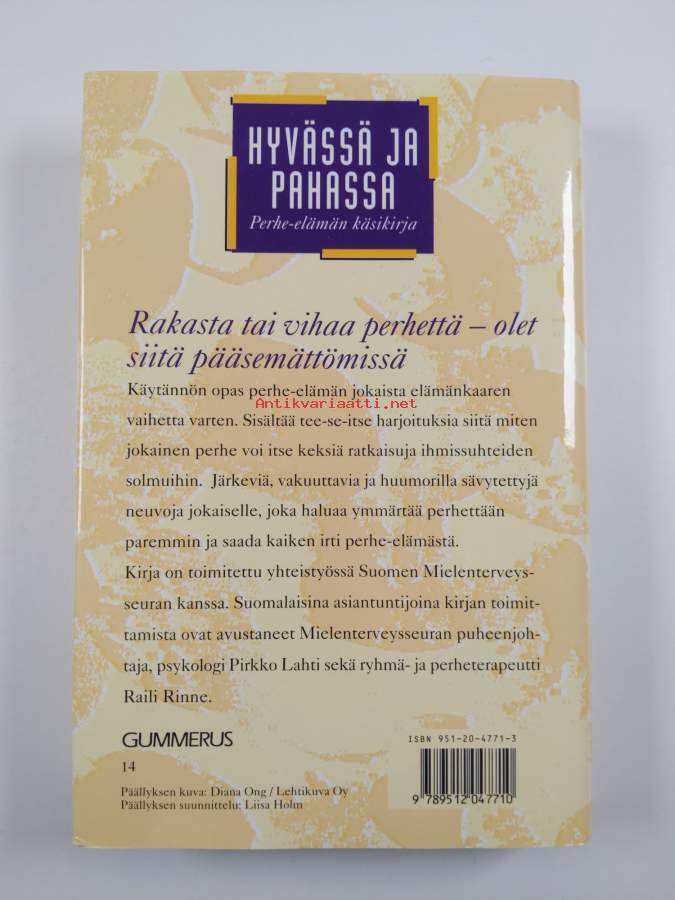 HYVÄSSÄ JA
PAHASSA
Perhe-elämän käsikirja
Rakasta tai vihaa perhettä – olet
siitä pääsemättömissä
Käytännön opas perhe-elämän jokaista elämänkaaren
Antikvariaatti.net
vaihetta varten. Sisältää tee-se-itse harjoituksia siitä miten
jokainen perhe voi itse keksiä ratkaisuja ihmissuhteiden
solmuihin. Järkeviä, vakuuttavia ja huumorilla sävytettyjä
neuvoja jokaiselle, joka haluaa ymmärtää perhettään
paremmin ja saada kaiken irti perhe-elämästä.
Kirja on toimitettu yhteistyössä Suomen Mielenterveys-
seuran kanssa. Suomalaisina asiantuntijoina kirjan toimit-
tamista ovat avustaneet Mielenterveysseuran puheenjoh-
taja, psykologi Pirkko Lahti sekä ryhmä- ja perheterapeutti
Raili Rinne.
GUMMERUS
14
Päällyksen kuva: Diana Ong / Lehtikuva Oy
Päällyksen suunnittelu: Liisa Holm
ISBN 951-20-4771-3
9 789512 047710